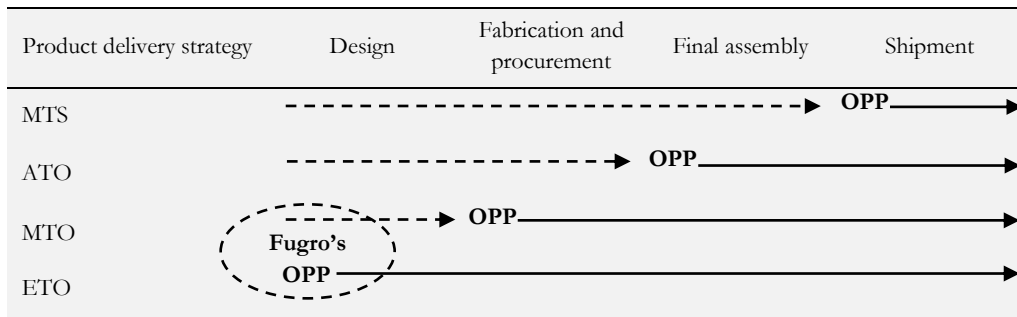 Product delivery strategy Design Fabrication and procurement Final assembly Shipment
MTS OPP
ATO OPP
MTO OPP
Fugro’s
ETO OPP